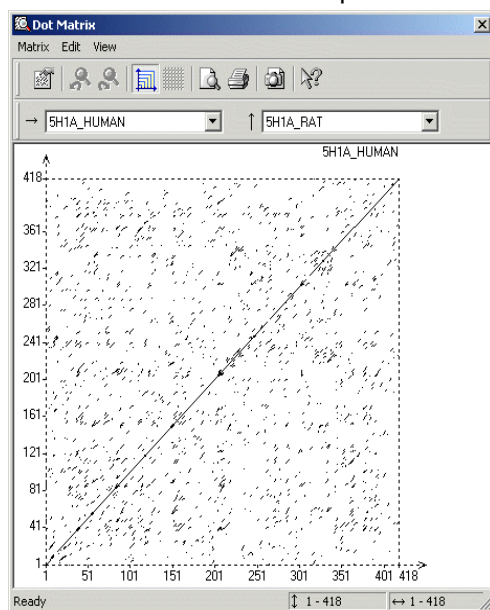 Dot Matrix
Matrix Edit View
→ 5H1A_HUMAN ↑ 5H1A_RAT
5H1A_HUMAN
418
361
321
281
241
201
161
121
81
41
1
1 51 101 151 201 251 301 351 401 418
Ready 1 - 418 1 - 418